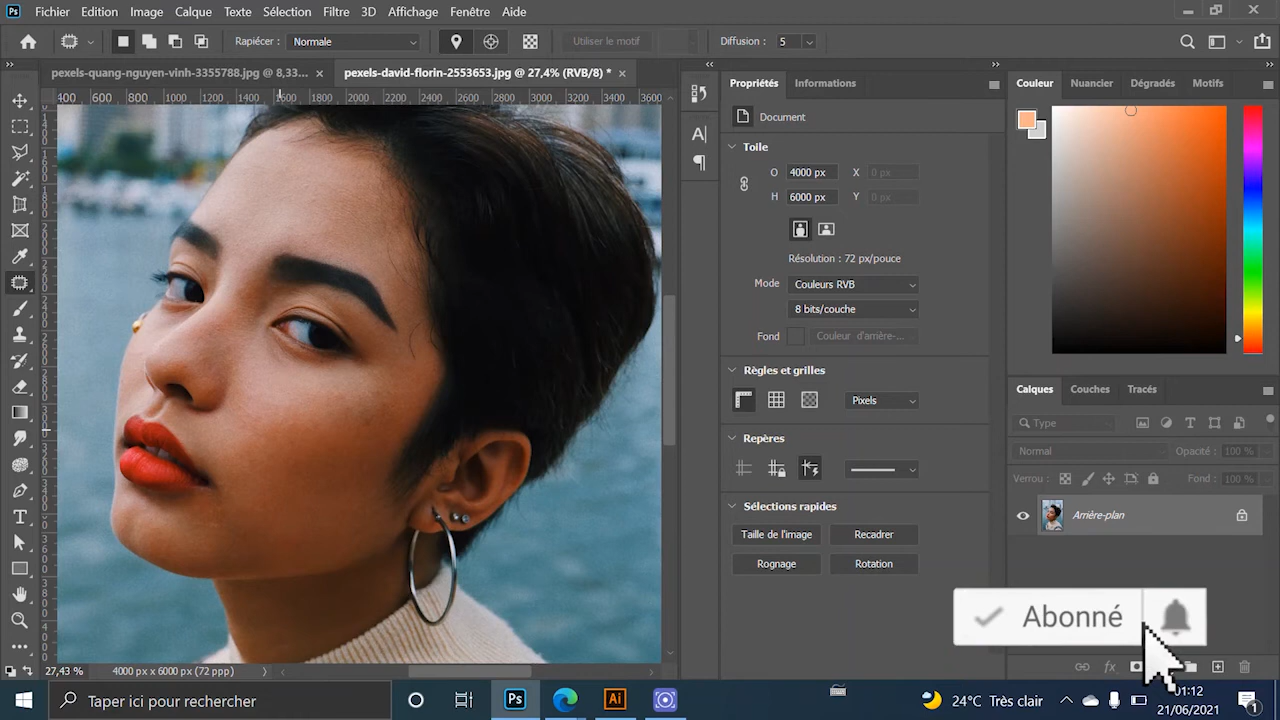 Ps Fichier Edition Image Calque Texte Sélection Filtre 3D Affichage Fenêtre Aide
Rapiécer : Normale Utiliser le motif Diffusion : 5
pexels-quang-nguyen-vinh-3355788.jpg @ 8,33... × pexels-david-florin-2553653.jpg @ 27,4% (RVB/8) * ×
400 600 800 1000 1200 1400 1600 1800 2000 2200 2400 2600 2800 3000 3200 3400 3600
Propriétés Informations
Document
Toile
O 4000 px X 0 px
H 6000 px Y 0 px
Résolution : 72 px/pouce
Mode Couleurs RVB
8 bits/couche
Fond Couleur d'arrière-...
Règles et grilles
Pixels
Repères
Sélections rapides
Taille de l'image Recadrer
Rognage Rotation
Couleur Nuancier Dégradés Motifs
Calques Couches Tracés
Type
Normal Opacité : 100 %
Verrou : Fond : 100 %
Arrière-plan
Abonné
fx
27,43 % 4000 px x 6000 px (72 ppp)
Taper ici pour rechercher
Ps Ai
24°C Très clair
01:12
21/06/2021
1